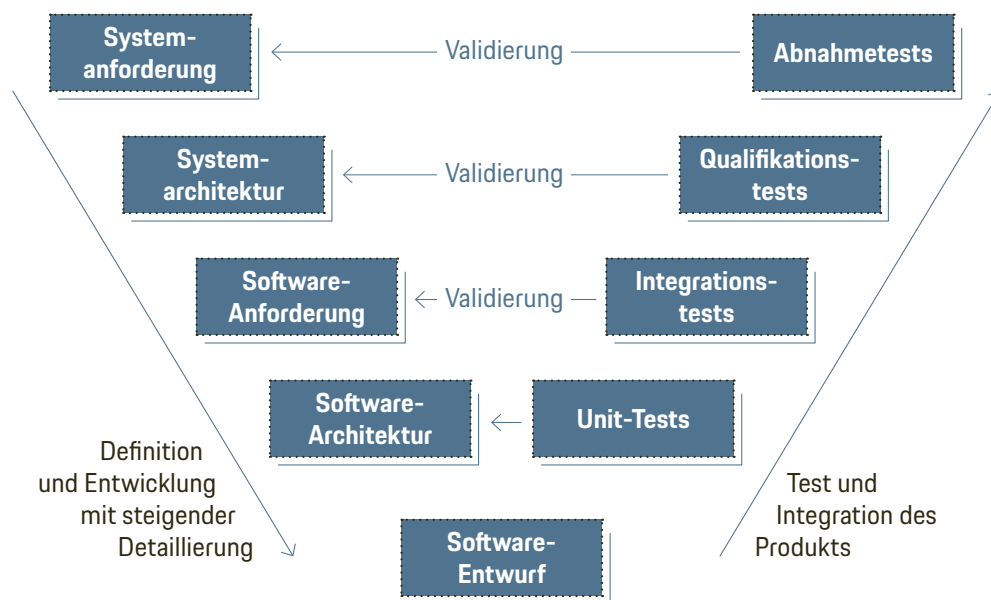 System-
anforderung
Validierung
Abnahmetests
System-
architektur
Validierung
Qualifikations-
tests
Software-
Anforderung
Validierung
Integrations-
tests
Software-
Architektur
Unit-Tests
Definition
und Entwicklung
mit steigender
Detaillierung
Test und
Integration des
Produkts
Software-
Entwurf